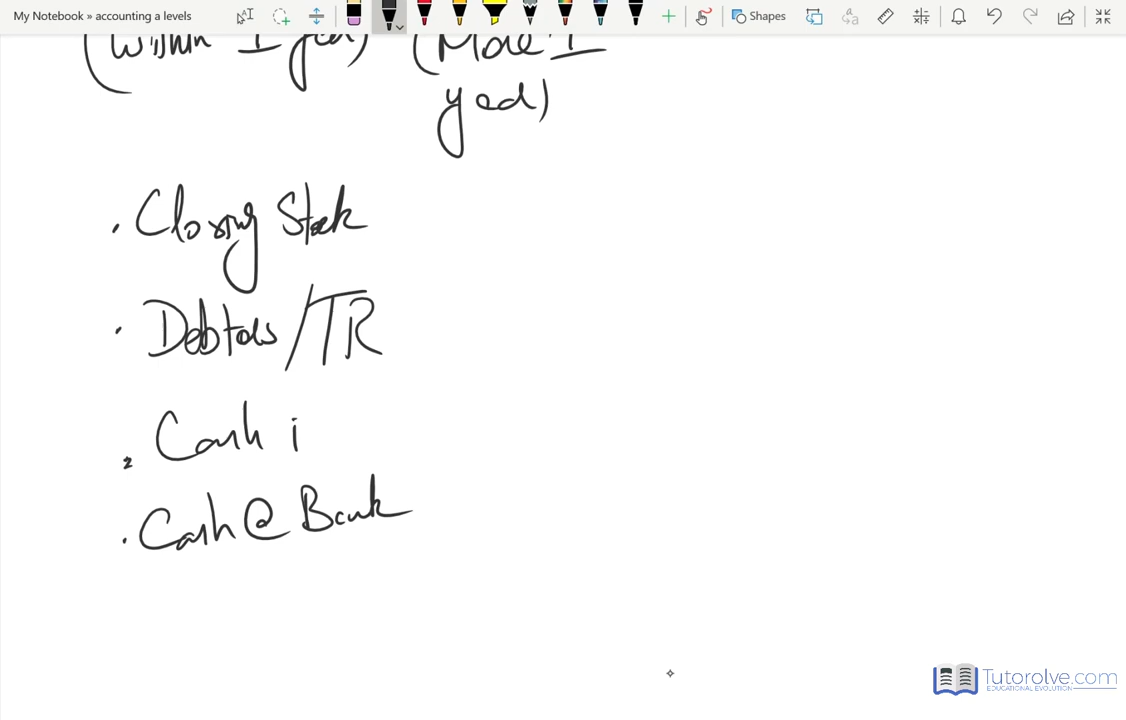 My Notebook » accounting a levels
Shapes
(Within 1 year) (More 1
year)
. Closing Stock
. Debtors/TR
. Cash i
. Cash @ Bank
Tutorolve.com
EDUCATIONAL EVOLUTION